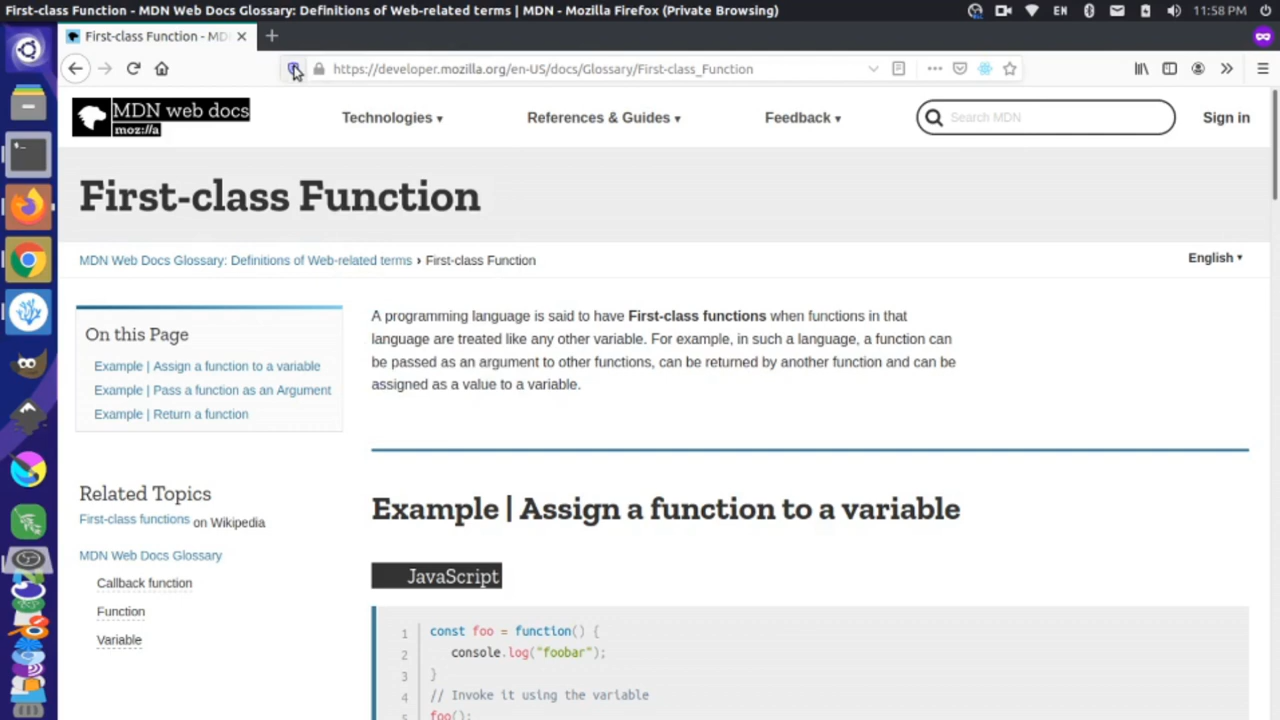 First-class Function - MDN Web Docs Glossary: Definitions of Web-related terms | MDN - Mozilla Firefox (Private Browsing)
EN
11:58 PM
First-class Function - MD
https://developer.mozilla.org/en-US/docs/Glossary/First-class_Function
MDN web docs
moz://a
Technologies ▾
References & Guides ▾
Feedback ▾
Search MDN
Sign in
First-class Function
MDN Web Docs Glossary: Definitions of Web-related terms › First-class Function
English ▾
On this Page
Example | Assign a function to a variable
Example | Pass a function as an Argument
Example | Return a function
Related Topics
First-class functions on Wikipedia
MDN Web Docs Glossary
Callback function
Function
Variable
A programming language is said to have First-class functions when functions in that
language are treated like any other variable. For example, in such a language, a function can
be passed as an argument to other functions, can be returned by another function and can be
assigned as a value to a variable.
Example | Assign a function to a variable
JavaScript
1 const foo = function() {
2 console.log("foobar");
3 }
4 // Invoke it using the variable
5 foo();